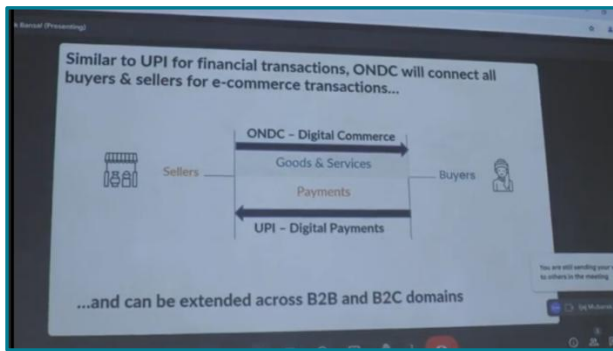 (Presenting)
Similar to UPI for financial transactions, ONDC will connect all
buyers & sellers for e-commerce transactions...
ONDC – Digital Commerce
Goods & Services
Sellers
Buyers
Payments
UPI – Digital Payments
You are still sending your
to others in the meeting
...and can be extended across B2B and B2C domains